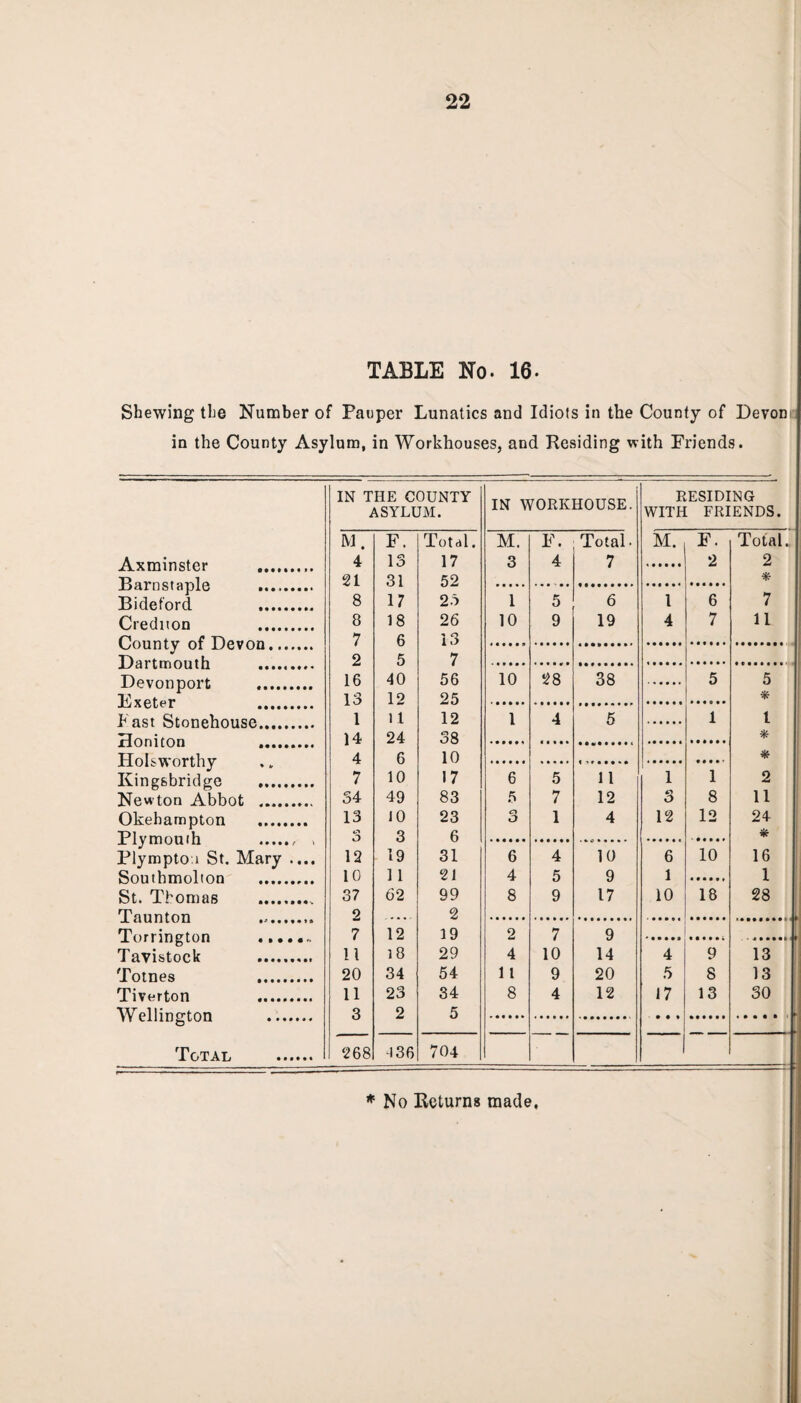 22
TABLE No. 16.
Shewing the Number of Pauper Lunatics and Idiots in the County of Devon
in the County Asylum, in Workhouses, and Residing with Friends.
IN THE COUNTY ASYLUM. IN WORKHOUSE. RESIDING WITH FRIENDS.
M. F. Total. M. F. Total. M. F. Total.
Axminster ......... 4 13 17 3 4 7 ...... 2 2
Barnstaple ......... 21 31 52 ...... ...... ......... ...... ...... *
Bideford ......... 8 17 25 1 5 6 1 6 7
Crediton ......... 8 18 26 10 9 19 4 7 11
County of Devon....... 7 6 13 ...... ...... ......... ...... ...... .........
Dartmouth ......... 2 5 7 ...... ...... ......... ...... ...... .........
Devonport ......... 16 40 56 10 28 38 ...... 5 5
Exeter ......... 13 12 25 ...... ...... ......... ...... ...... *
East Stonehouse......... 1 11 12 1 4 5 ...... 1 1
Honiton ......... 14 24 38 ...... ...... ......... ...... ...... *
Holsworthy .. 4 6 10 ...... ...... ......... ...... ...... *
Kingsbridge ......... 7 10 17 6 5 11 1 1 2
Newton Abbot ......... 34 49 83 5 7 12 3 8 11
Okehampton ......... 13 10 23 3 1 4 12 12 24
Plymouth ...... 3 3 6 ...... ...... ......... ...... ...... *
Plympton St. Mary .... 12 19 31 6 4 10 6 10 16
Southmolton ......... 10 11 21 4 5 9 1 ...... 1
St. Thomas ......... 37 62 99 8 9 17 10 18 28
Taunton ......... 2 .... 2 ...... ...... ......... ...... ...... .........
Torrington ...... 7 12 19 2 7 9 ...... ...... .........
Tavistock ......... 11 18 29 4 10 14 4 9 13
Totnes ......... 20 34 54 11 9 20 5 8 13
Tiverton ......... 11 23 34 8 4 12 17 13 30
Wellington ....... 3 2 5 ...... ...... ......... ... ...... ......
TOTAL ...... 268 436 704
* No Returns made.